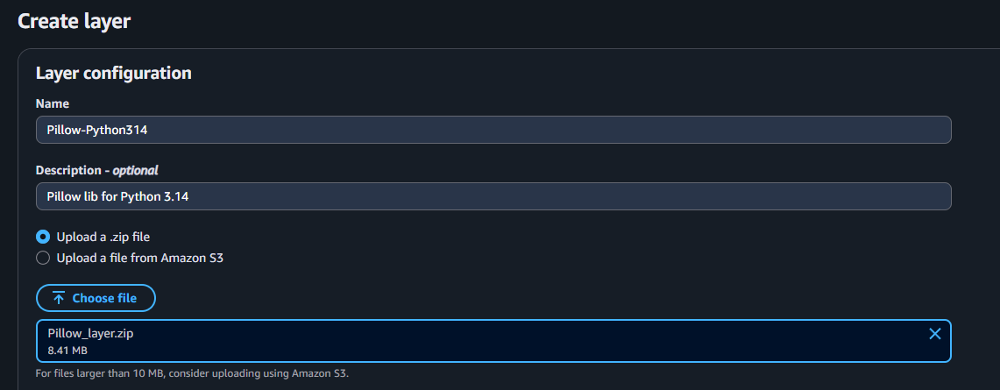 Create layer
Layer configuration
Name
Pillow-Python314
Description - optional
Pillow lib for Python 3.14
Upload a .zip file
Upload a file from Amazon S3
Choose file
Pillow_layer.zip
8.41 MB
For files larger than 10 MB, consider uploading using Amazon S3.